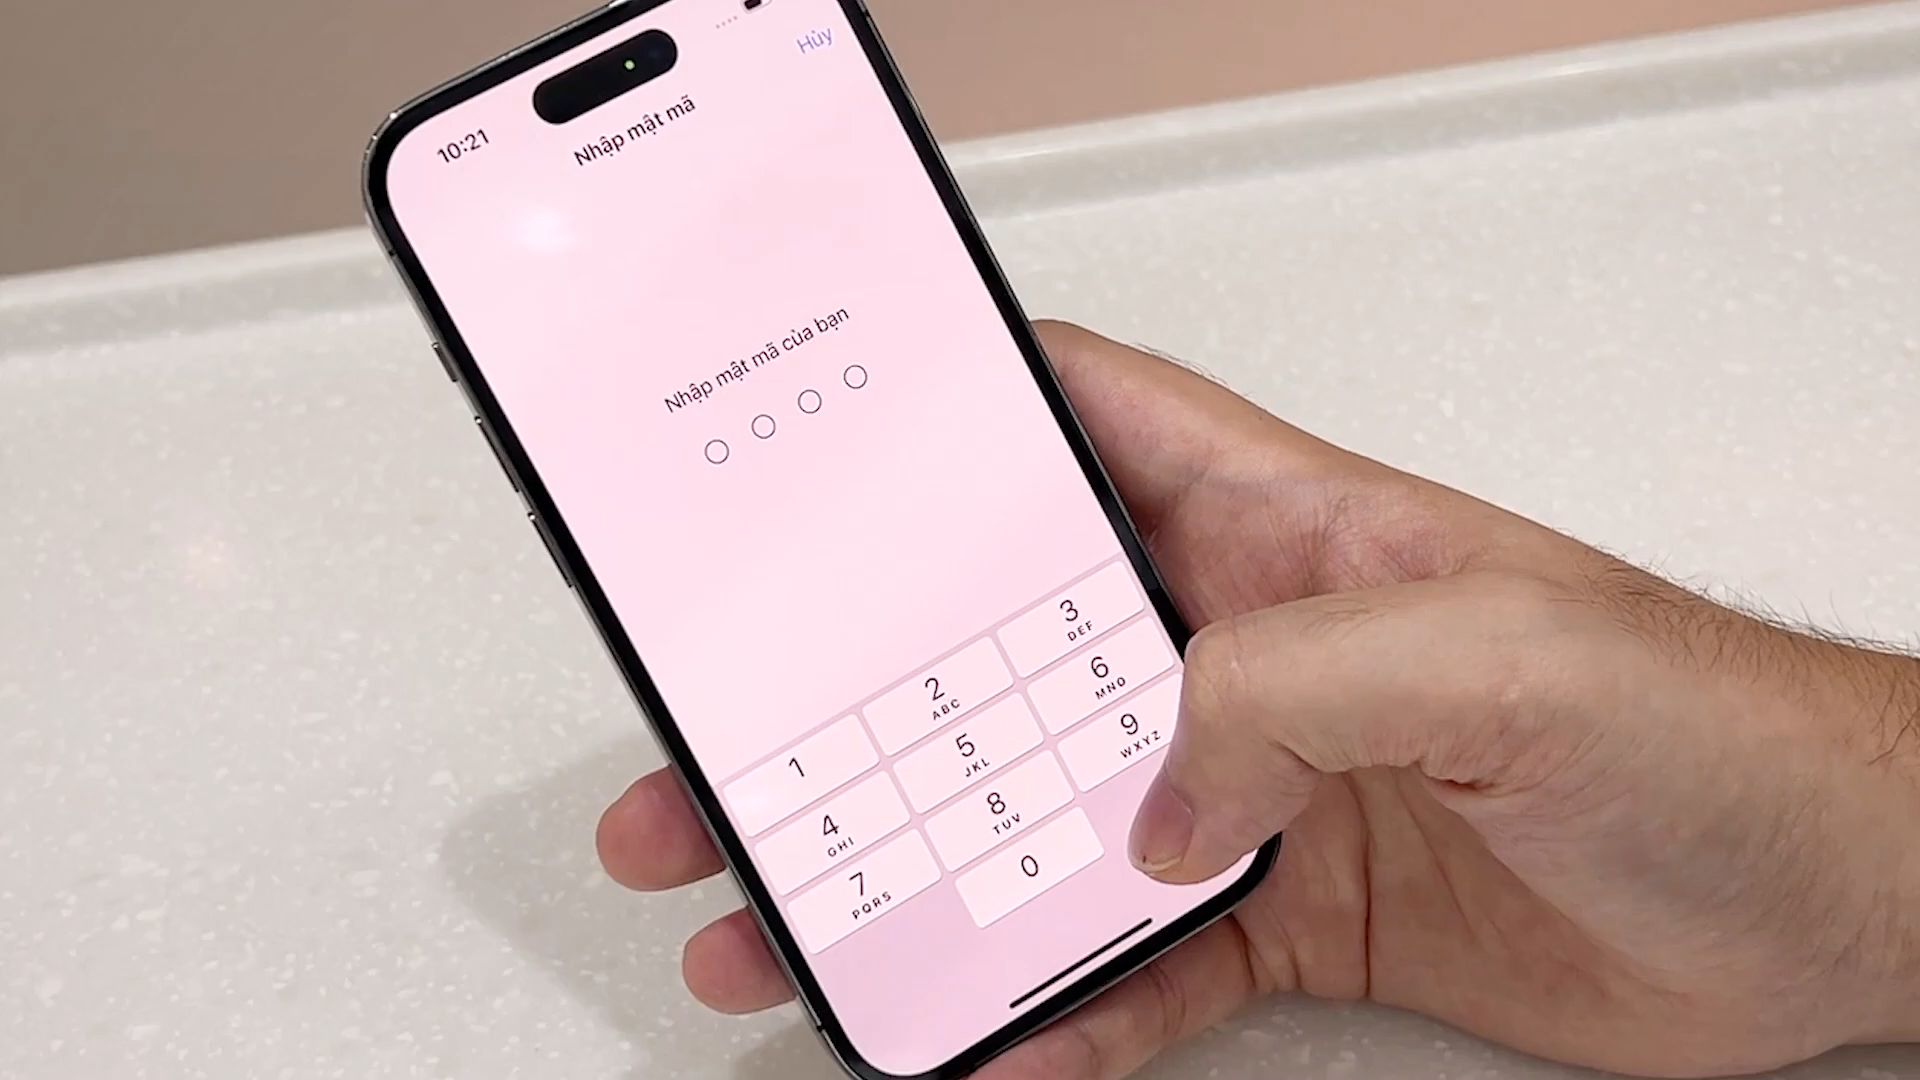 10:21
Hủy
Nhập mật mã
Nhập mật mã của bạn
1
2
ABC
3
DEF
4
GHI
5
JKL
6
MNO
7
PQRS
8
TUV
9
WXYZ
0